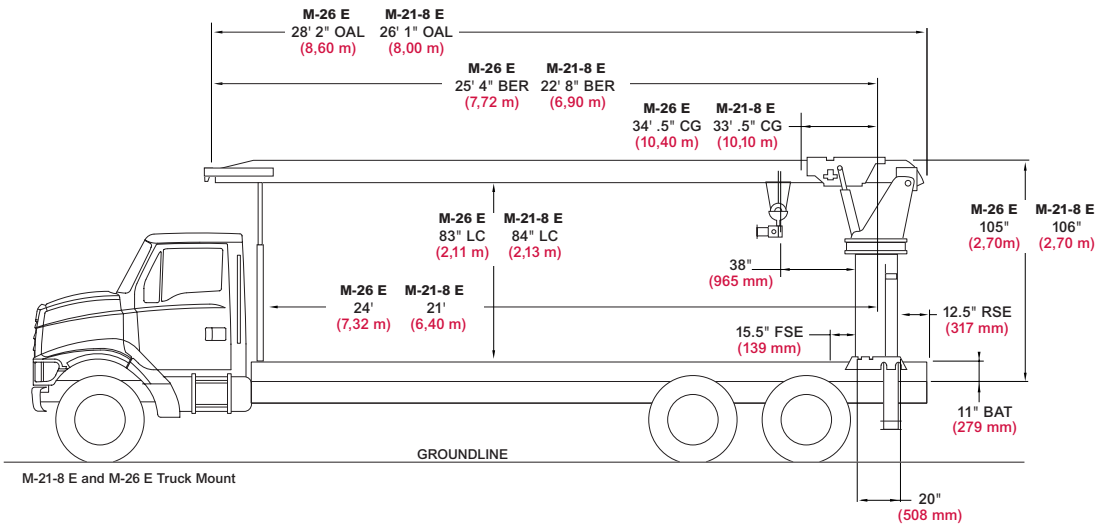 M-26 E M-21-8 E
28' 2" OAL 26' 1" OAL
(8,60 m) (8,00 m)
M-26 E M-21-8 E
25' 4" BER 22' 8" BER
(7,72 m) (6,90 m)
M-26 E M-21-8 E
34' .5" CG 33' .5" CG
(10,40 m) (10,10 m)
M-26 E M-21-8 E
83" LC 84" LC
(2,11 m) (2,13 m)
M-26 E M-21-8 E
105" 106"
(2,70m) (2,70 m)
38"
(965 mm)
M-26 E M-21-8 E
24' 21'
(7,32 m) (6,40 m)
15.5" FSE
(139 mm)
12.5" RSE
(317 mm)
11" BAT
(279 mm)
GROUNDLINE
M-21-8 E and M-26 E Truck Mount
20"
(508 mm)